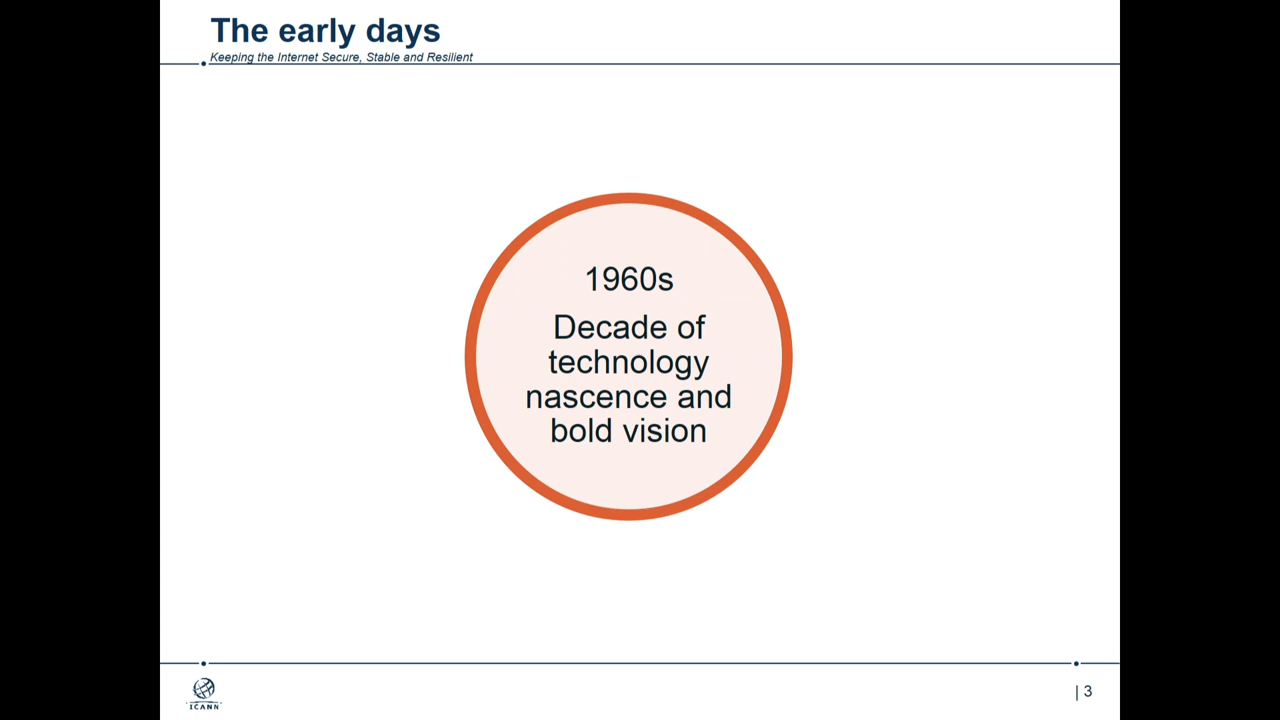 The early days
Keeping the Internet Secure, Stable and Resilient
1960s
Decade of
technology
nascence and
bold vision
ICANN
| 3